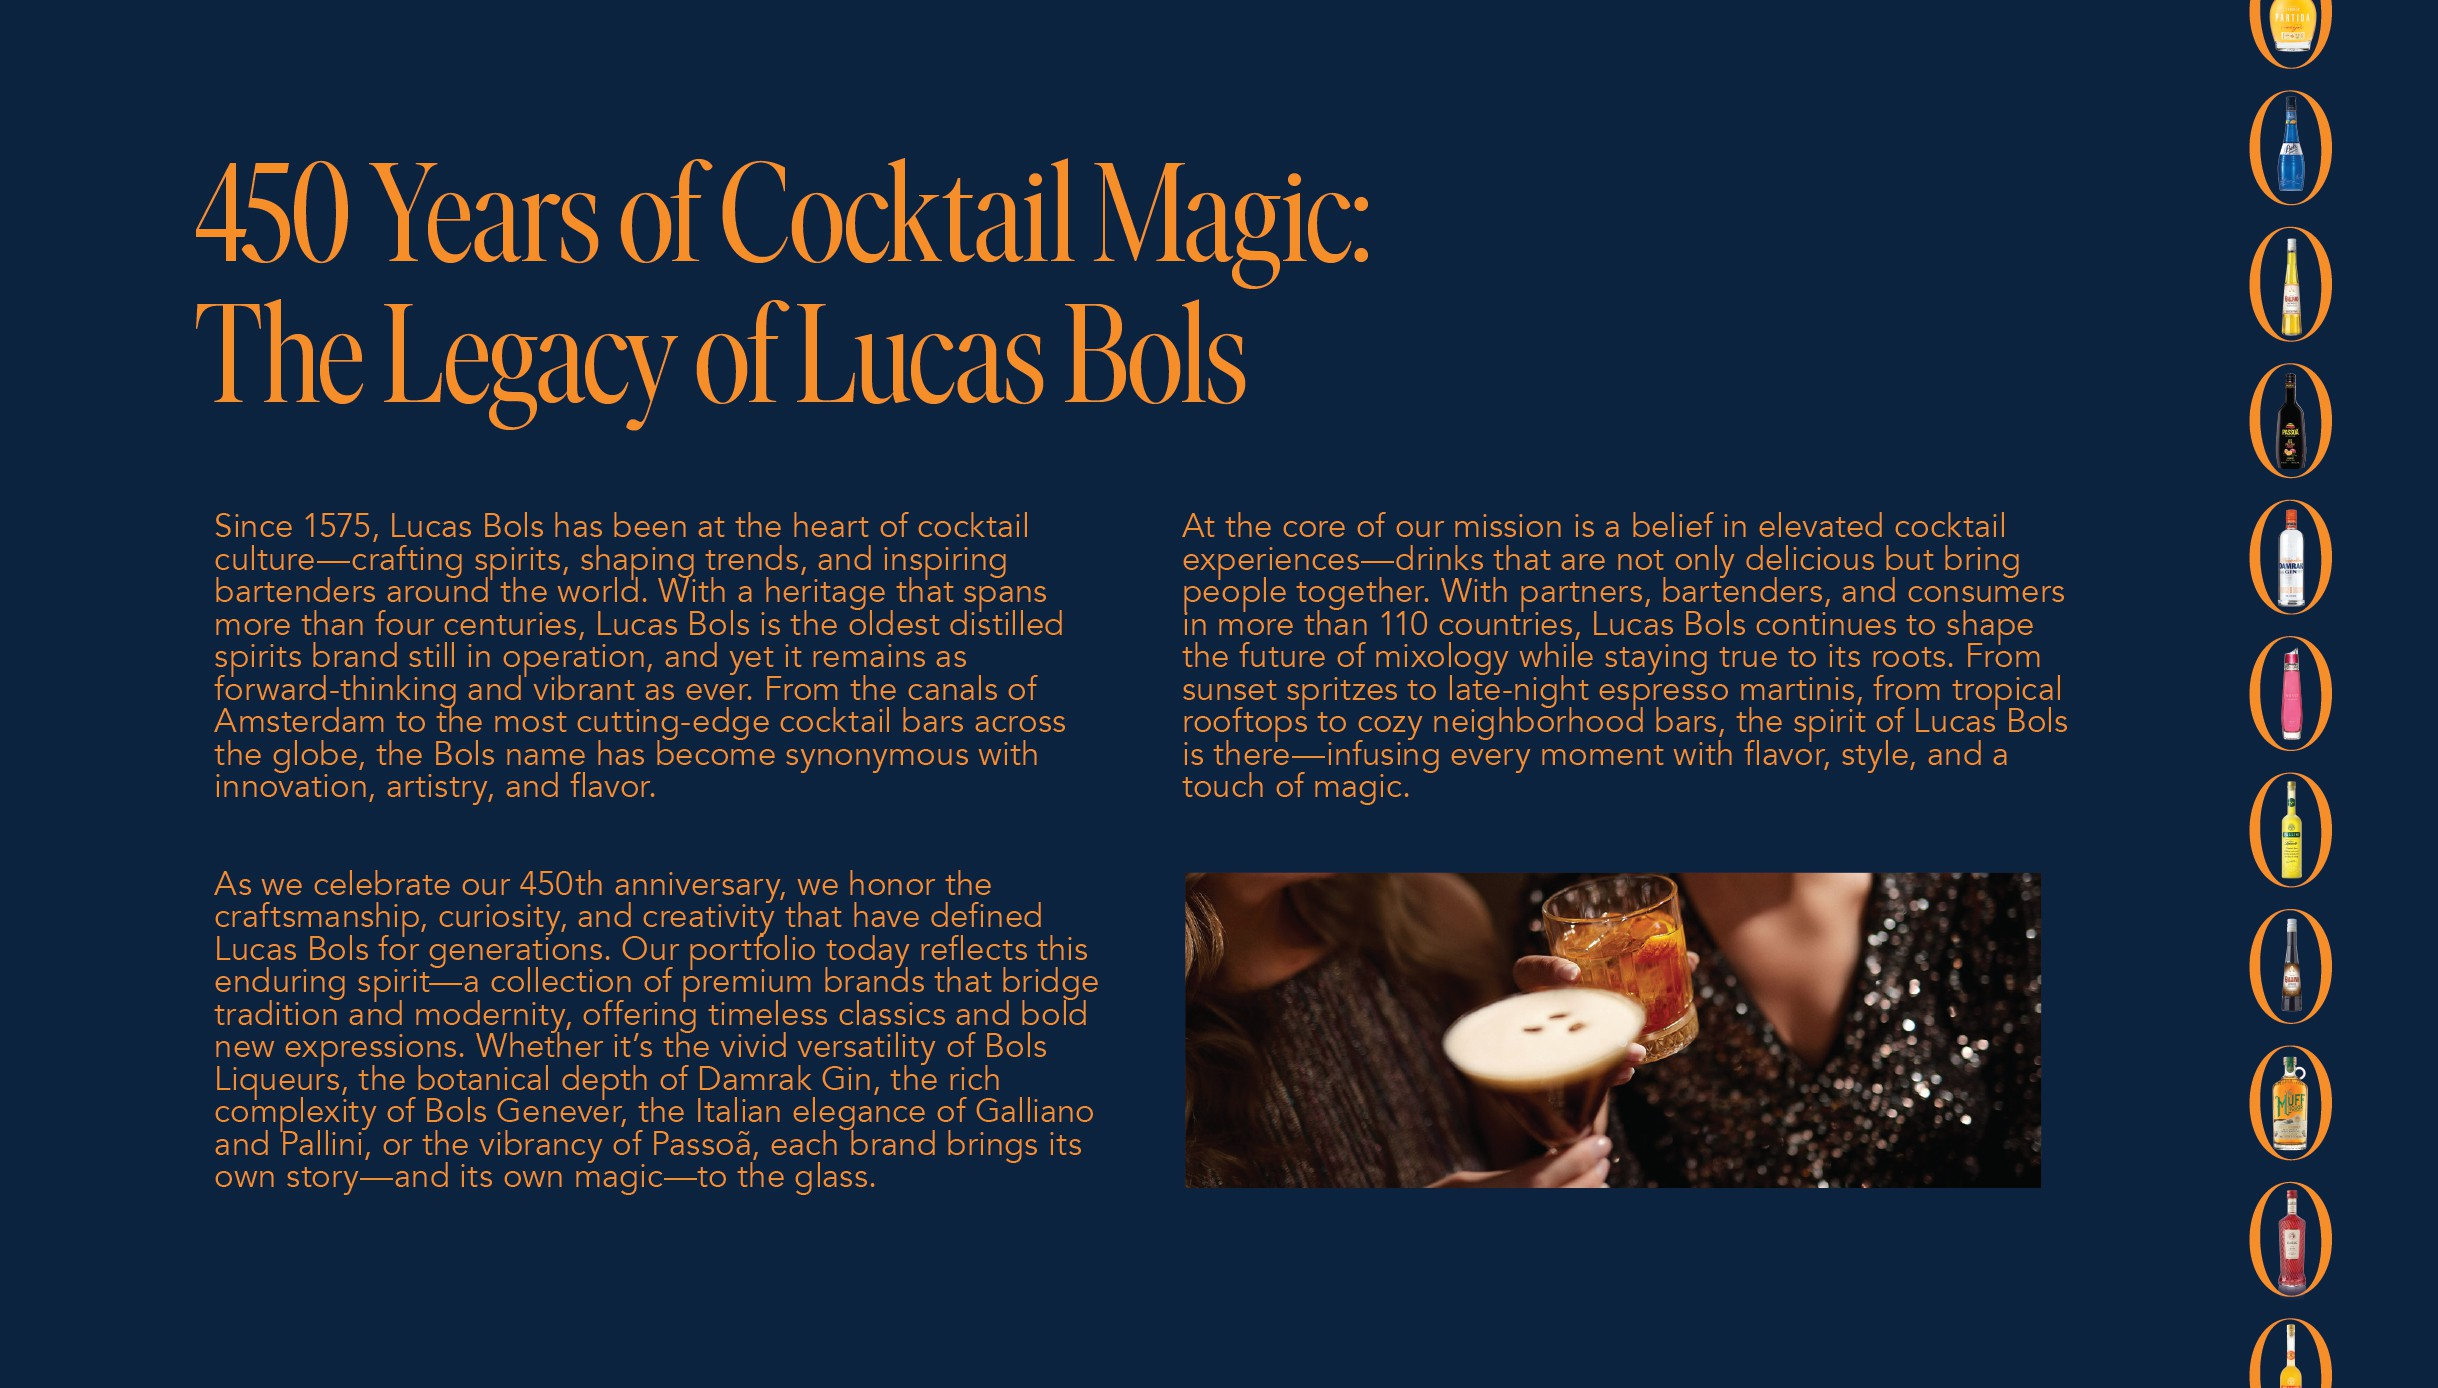 450 Years of Cocktail Magic:
The Legacy of Lucas Bols
Since 1575, Lucas Bols has been at the heart of cocktail
culture—crafting spirits, shaping trends, and inspiring
bartenders around the world. With a heritage that spans
more than four centuries, Lucas Bols is the oldest distilled
spirits brand still in operation, and yet it remains as
forward-thinking and vibrant as ever. From the canals of
Amsterdam to the most cutting-edge cocktail bars across
the globe, the Bols name has become synonymous with
innovation, artistry, and flavor.
As we celebrate our 450th anniversary, we honor the
craftsmanship, curiosity, and creativity that have defined
Lucas Bols for generations. Our portfolio today reflects this
enduring spirit—a collection of premium brands that bridge
tradition and modernity, offering timeless classics and bold
new expressions. Whether it’s the vivid versatility of Bols
Liqueurs, the botanical depth of Damrak Gin, the rich
complexity of Bols Genever, the Italian elegance of Galliano
and Pallini, or the vibrancy of Passoã, each brand brings its
own story—and its own magic—to the glass.
At the core of our mission is a belief in elevated cocktail
experiences—drinks that are not only delicious but bring
people together. With partners, bartenders, and consumers
in more than 110 countries, Lucas Bols continues to shape
the future of mixology while staying true to its roots. From
sunset spritzes to late-night espresso martinis, from tropical
rooftops to cozy neighborhood bars, the spirit of Lucas Bols
is there—infusing every moment with flavor, style, and a
touch of magic.
PARTIDA
Bols
PASSOÃ
DAMRAK
GIN
MUFF